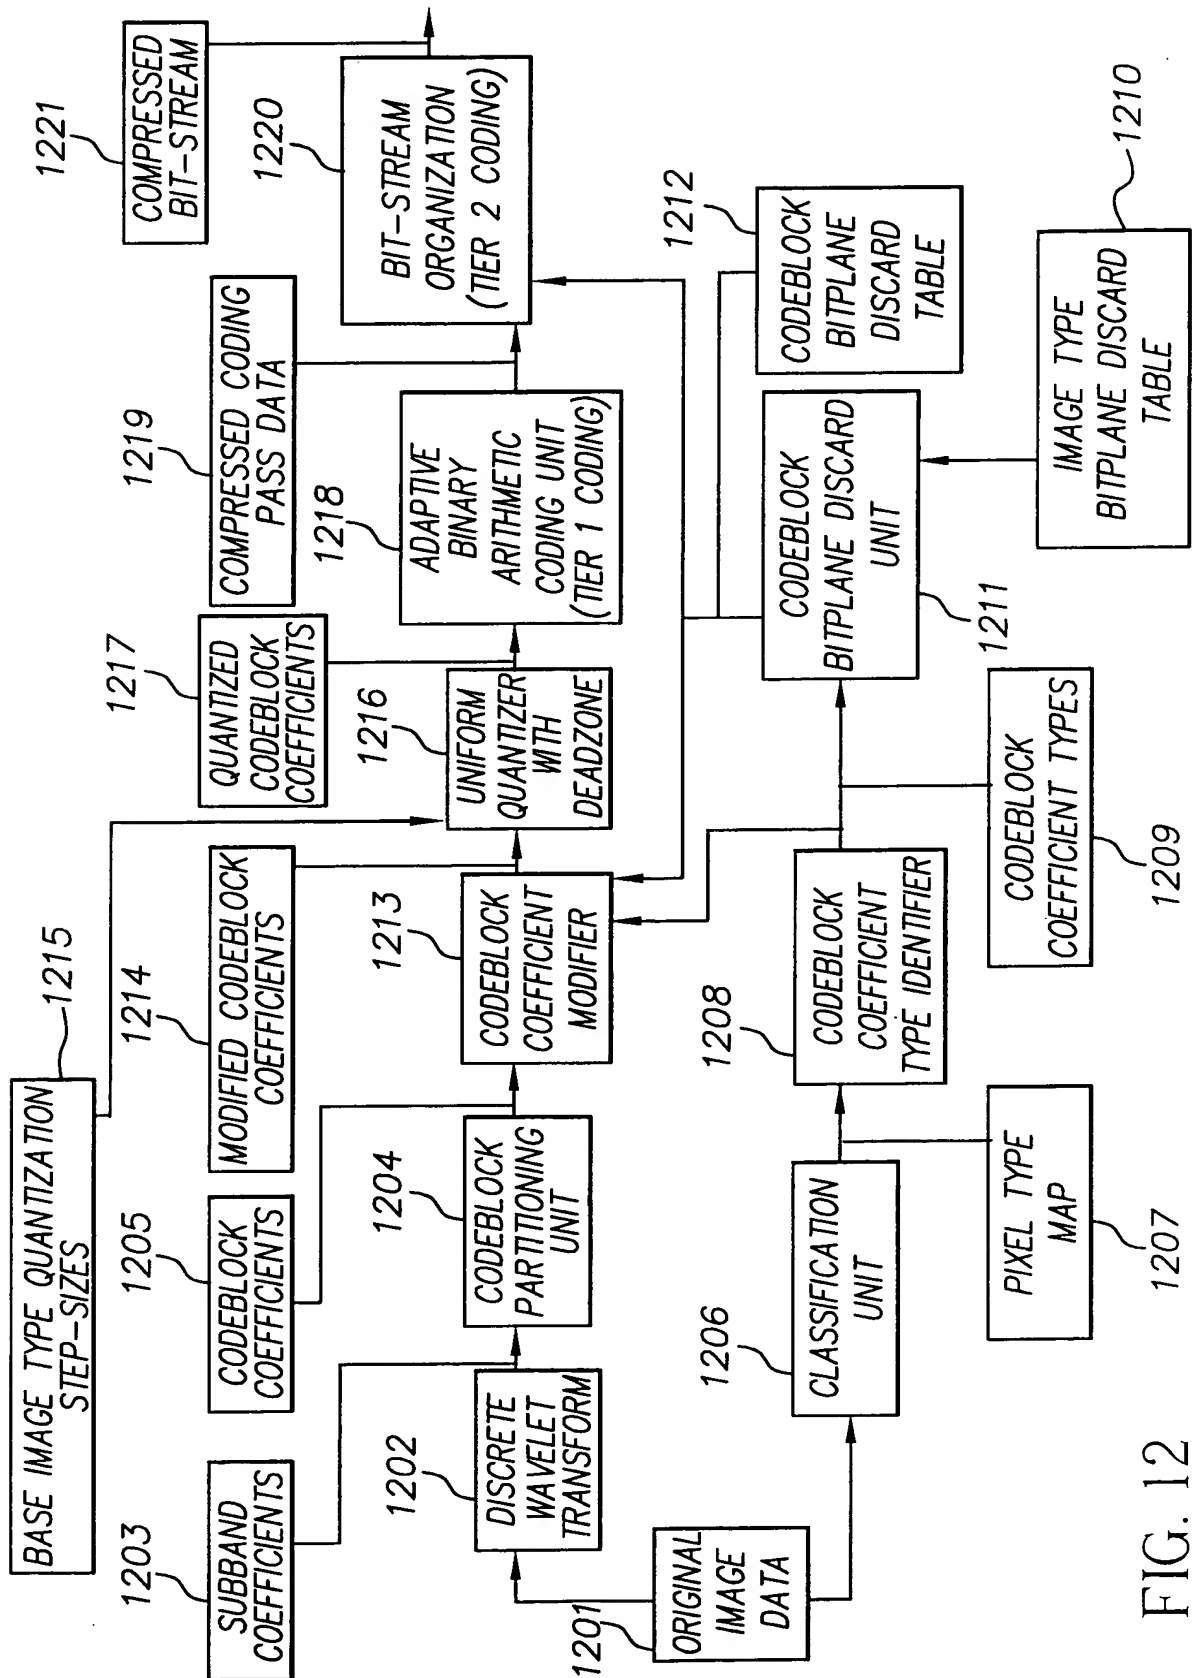 BASE IMAGE TYPE QUANTIZATION
STEP-SIZES
1215
SUBBAND
COEFFICIENTS
1203
CODEBLOCK
COEFFICIENTS
1205
MODIFIED CODEBLOCK
COEFFICIENTS
1214
QUANTIZED
CODEBLOCK
COEFFICIENTS
1217
COMPRESSED CODING
PASS DATA
1219
COMPRESSED
BIT-STREAM
1221
ORIGINAL
IMAGE
DATA
1201
DISCRETE
WAVELET
TRANSFORM
1202
CODEBLOCK
PARTITIONING
UNIT
1204
CODEBLOCK
COEFFICIENT
MODIFIER
1213
UNIFORM
QUANTIZER
WITH
DEADZONE
1216
ADAPTIVE
BINARY
ARITHMETIC
CODING UNIT
(TIER 1 CODING)
1218
BIT-STREAM
ORGANIZATION
(TIER 2 CODING)
1220
CLASSIFICATION
UNIT
1206
PIXEL TYPE
MAP
1207
CODEBLOCK
COEFFICIENT
TYPE IDENTIFIER
1208
CODEBLOCK
COEFFICIENT TYPES
1209
CODEBLOCK
BITPLANE DISCARD
UNIT
1211
CODEBLOCK
BITPLANE
DISCARD
TABLE
1212
IMAGE TYPE
BITPLANE DISCARD
TABLE
1210
FIG. 12